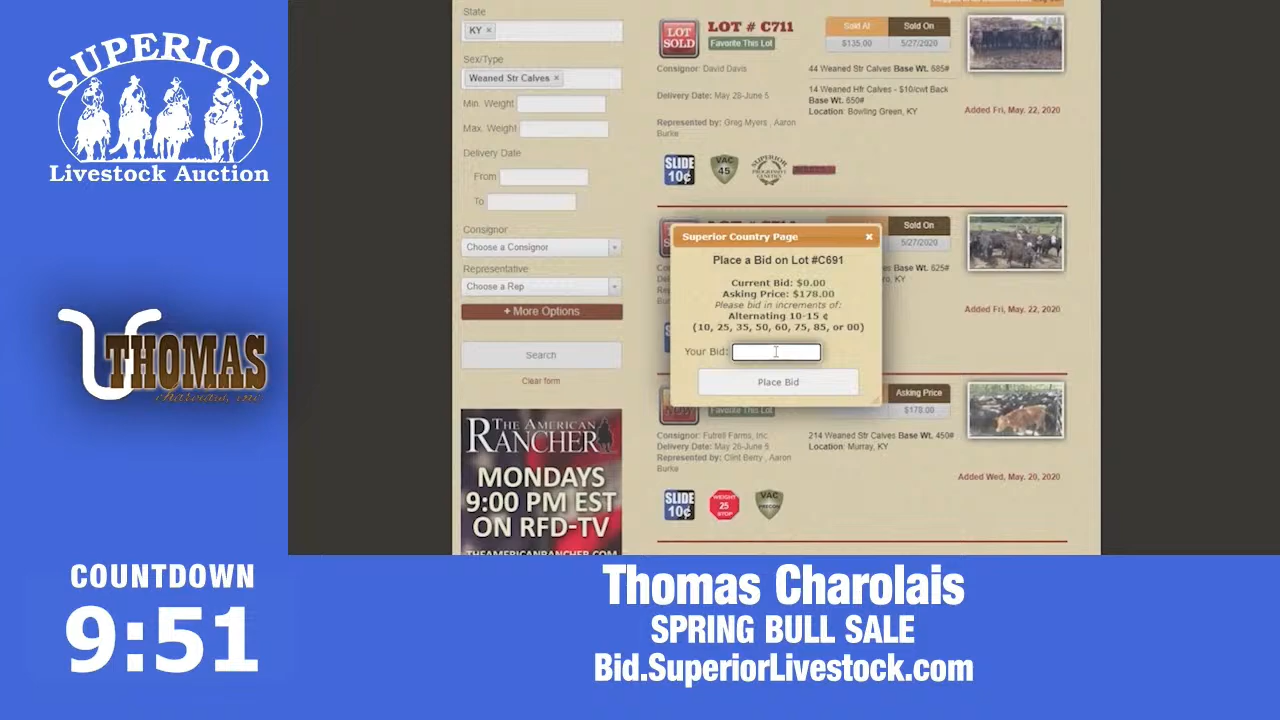 SUPERIOR
Livestock Auction
THOMAS
charolais, inc
COUNTDOWN
9:51
State
KY ×
Sex/Type
Weaned Str Calves ×
Min. Weight
Max. Weight
Delivery Date
From
To
Consignor
Choose a Consignor
Representative
Choose a Rep
+ More Options
Search
Clear form
THE AMERICAN
RANCHER
MONDAYS
9:00 PM EST
ON RFD-TV
THEAMERICANRANCHER.COM
LOT SOLD
LOT # C711
Favorite This Lot
Sold At
Sold On
$135.00
5/27/2020
Consignor: David Davis
44 Weaned Str Calves Base Wt. 685#
Delivery Date: May 28-June 5
14 Weaned Hfr Calves - $10/cwt Back
Base Wt. 650#
Location: Bowling Green, KY
Added Fri, May. 22, 2020
Represented by: Greg Myers , Aaron
Burke
SLIDE
10¢
VAC
45
SUPERIOR
PROGRESSIVE
GENETICS
Sold On
5/27/2020
Base Wt. 625#
Added Fri, May. 22, 2020
Superior Country Page
×
Place a Bid on Lot #C691
Current Bid: $0.00
Asking Price: $178.00
Please bid in increments of:
Alternating 10-15 ¢
(10, 25, 35, 50, 60, 75, 85, or 00)
Your Bid:
Place Bid
Favorite This Lot
Asking Price
$178.00
Consignor: Futrell Farms, Inc.
214 Weaned Str Calves Base Wt. 450#
Delivery Date: May 26-June 5
Location: Murray, KY
Represented by: Clint Berry , Aaron
Burke
Added Wed, May. 20, 2020
SLIDE
10¢
WEIGHT
25
STOP
VAC
PRECON
Thomas Charolais
SPRING BULL SALE
Bid.SuperiorLivestock.com